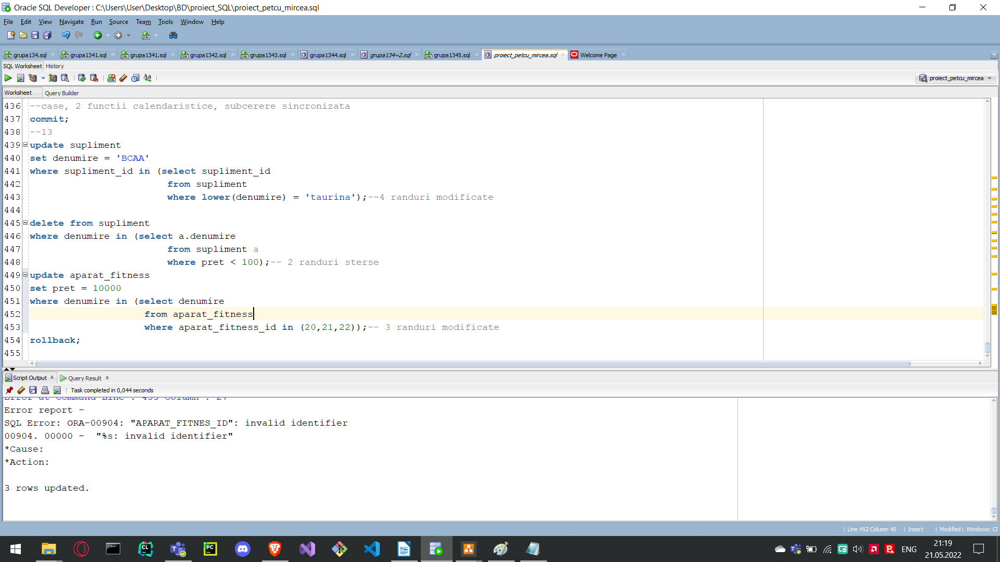 Oracle SQL Developer : C:\Users\User\Desktop\BD\proiect_SQL\proiect_petcu_mircea.sql
File Edit View Navigate Run Source Team Tools Window Help
grupa134.sql grupa1341.sql grupa1341.sql grupa1342.sql grupa1343.sql grupa1344.sql grupa134~2.sql grupa1345.sql proiect_petcu_mircea.sql Welcome Page
SQL Worksheet History
proiect_petcu_mircea
Worksheet Query Builder
436 --case, 2 functii calendaristice, subcerere sincronizata
437 commit;
438 --13
439 update supliment
440 set denumire = 'BCAA'
441 where supliment_id in (select supliment_id
442 from supliment
443 where lower(denumire) = 'taurina');--4 randuri modificate
444
445 delete from supliment
446 where denumire in (select a.denumire
447 from supliment a
448 where pret < 100);-- 2 randuri sterse
449 update aparat_fitness
450 set pret = 10000
451 where denumire in (select denumire
452 from aparat_fitness
453 where aparat_fitness_id in (20,21,22));-- 3 randuri modificate
454 rollback;
455
Script Output Query Result
Task completed in 0,044 seconds
Error at Command Line : 453 Column : 27
Error report -
SQL Error: ORA-00904: "APARAT_FITNES_ID": invalid identifier
00904. 00000 - "%s: invalid identifier"
*Cause:
*Action:
3 rows updated.
Line 452 Column 40 Insert Modified Windows:
ENG
21:19
21.05.2022